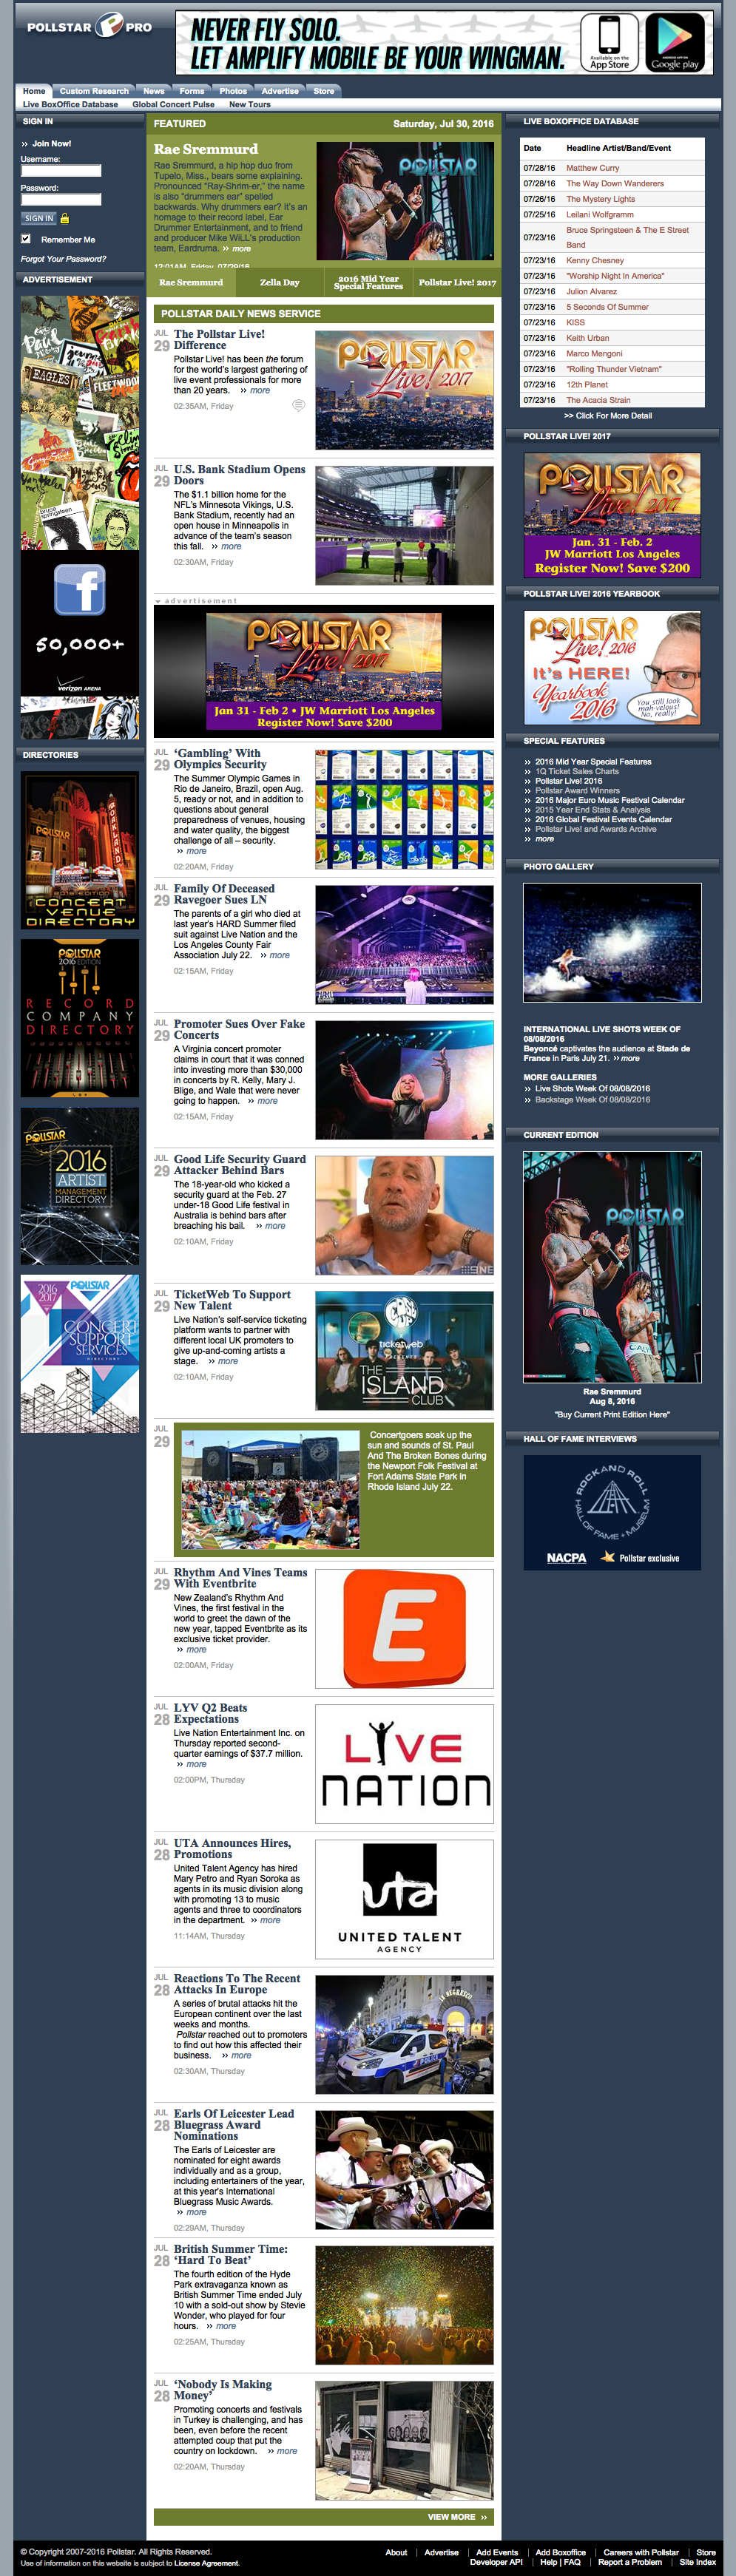 POLLSTAR PRO
NEVER FLY SOLO.
LET AMPLIFY MOBILE BE YOUR WINGMAN.
Available on the
App Store
Google play
Home Custom Research News Forms Photos Advertise Store
Live BoxOffice Database Global Concert Pulse New Tours
SIGN IN
›› Join Now!
Username:
Password:
SIGN IN
Remember Me
Forgot Your Password?
ADVERTISEMENT
EAGLES
FLEETWOOD
50,000+
verizon ARENA
DIRECTORIES
POLLSTAR
OAKLAND
2016 EDITION
CONCERT
VENUE
DIRECTORY
POLLSTAR
2016 EDITION
RECORD
COMPANY
DIRECTORY
POLLSTAR
2016
ARTIST
MANAGEMENT
DIRECTORY
2016
2017
POLLSTAR
CONCERT
SUPPORT
SERVICES
DIRECTORY
FEATURED Saturday, Jul 30, 2016
Rae Sremmurd
Rae Sremmurd, a hip hop duo from
Tupelo, Miss., bears some explaining.
Pronounced "Ray-Shrim-er," the name
is also "drummers ear" spelled
backwards. Why drummers ear? It's an
homage to their record label, Ear
Drummer Entertainment, and to friend
and producer Mike WiLL's production
team, Eardruma. ›› more
12:01AM, Friday, 07/29/16
POLLSTAR
Rae Sremmurd
Zella Day
2016 Mid Year
Special Features
Pollstar Live! 2017
POLLSTAR DAILY NEWS SERVICE
JUL
29
The Pollstar Live!
Difference
Pollstar Live! has been the forum
for the world's largest gathering of
live event professionals for more
than 20 years. ›› more
02:35AM, Friday
POLLSTAR
Live! 2017
JUL
29
U.S. Bank Stadium Opens
Doors
The $1.1 billion home for the
NFL's Minnesota Vikings, U.S.
Bank Stadium, recently had an
open house in Minneapolis in
advance of the team's season
this fall. ›› more
02:30AM, Friday
advertisement
POLLSTAR
Live! 2017
Jan 31 - Feb 2 • JW Marriott Los Angeles
Register Now! Save $200
JUL
29
‘Gambling’ With
Olympics Security
The Summer Olympic Games in
Rio de Janeiro, Brazil, open Aug.
5, ready or not, and in addition to
questions about general
preparedness of venues, housing
and water quality, the biggest
challenge of all – security.
›› more
02:20AM, Friday
JUL
29
Family Of Deceased
Ravegoer Sues LN
The parents of a girl who died at
last year's HARD Summer filed
suit against Live Nation and the
Los Angeles County Fair
Association July 22. ›› more
02:15AM, Friday
JUL
29
Promoter Sues Over Fake
Concerts
A Virginia concert promoter
claims in court that it was conned
into investing more than $30,000
in concerts by R. Kelly, Mary J.
Blige, and Wale that were never
going to happen. ›› more
02:15AM, Friday
JUL
29
Good Life Security Guard
Attacker Behind Bars
The 18-year-old who kicked a
security guard at the Feb. 27
under-18 Good Life festival in
Australia is behind bars after
breaching his bail. ›› more
02:10AM, Friday
JUL
29
TicketWeb To Support
New Talent
Live Nation's self-service ticketing
platform wants to partner with
different local UK promoters to
give up-and-coming artists a
stage. ›› more
02:10AM, Friday
ticketweb
PRESENTS
THE
ISLAND
CLUB
JUL
29
Concertgoers soak up the
sun and sounds of St. Paul
And The Broken Bones during
the Newport Folk Festival at
Fort Adams State Park in
Rhode Island July 22.
JUL
29
Rhythm And Vines Teams
With Eventbrite
New Zealand's Rhythm And
Vines, the first festival in the
world to greet the dawn of the
new year, tapped Eventbrite as its
exclusive ticket provider.
›› more
02:00AM, Friday
E
JUL
28
LYV Q2 Beats
Expectations
Live Nation Entertainment Inc. on
Thursday reported second-
quarter earnings of $37.7 million.
›› more
02:00PM, Thursday
LIVE
NATION
JUL
28
UTA Announces Hires,
Promotions
United Talent Agency has hired
Mary Petro and Ryan Soroka as
agents in its music division along
with promoting 13 to music
agents and three to coordinators
in the department. ›› more
11:14AM, Thursday
uta
UNITED TALENT
AGENCY
JUL
28
Reactions To The Recent
Attacks In Europe
A series of brutal attacks hit the
European continent over the last
weeks and months.
Pollstar reached out to promoters
to find out how this affected their
business. ›› more
02:30AM, Thursday
JUL
28
Earls Of Leicester Lead
Bluegrass Award
Nominations
The Earls of Leicester are
nominated for eight awards
individually and as a group,
including entertainers of the year,
at this year's International
Bluegrass Music Awards.
›› more
02:29AM, Thursday
JUL
28
British Summer Time:
‘Hard To Beat’
The fourth edition of the Hyde
Park extravaganza known as
British Summer Time ended July
10 with a sold-out show by Stevie
Wonder, who played for four
hours. ›› more
02:25AM, Thursday
JUL
28
‘Nobody Is Making
Money’
Promoting concerts and festivals
in Turkey is challenging, and has
been, even before the recent
attempted coup that put the
country on lockdown. ›› more
02:20AM, Thursday
VIEW MORE ››
LIVE BOXOFFICE DATABASE
Date Headline Artist/Band/Event
07/28/16 Matthew Curry
07/28/16 The Way Down Wanderers
07/26/16 The Mystery Lights
07/25/16 Leilani Wolfgramm
07/23/16 Bruce Springsteen & The E Street
Band
07/23/16 Kenny Chesney
07/23/16 "Worship Night In America"
07/23/16 Julion Alvarez
07/23/16 5 Seconds Of Summer
07/23/16 KISS
07/23/16 Keith Urban
07/23/16 Marco Mengoni
07/23/16 "Rolling Thunder Vietnam"
07/23/16 12th Planet
07/23/16 The Acacia Strain
>> Click For More Detail
POLLSTAR LIVE! 2017
POLLSTAR
Live! 2017
Jan. 31 - Feb. 2
JW Marriott Los Angeles
Register Now! Save $200
POLLSTAR LIVE! 2016 YEARBOOK
POLLSTAR
Live! 2016
It's HERE!
Yearbook
2016
You still look
mah-velous!
No, really!
SPECIAL FEATURES
›› 2016 Mid Year Special Features
›› 1Q Ticket Sales Charts
›› Pollstar Live! 2016
›› Pollstar Award Winners
›› 2016 Major Euro Music Festival Calendar
›› 2015 Year End Stats & Analysis
›› 2016 Global Festival Events Calendar
›› Pollstar Live! and Awards Archive
›› more
PHOTO GALLERY
INTERNATIONAL LIVE SHOTS WEEK OF
08/08/2016
Beyoncé captivates the audience at Stade de
France in Paris July 21. ›› more
MORE GALLERIES
›› Live Shots Week Of 08/08/2016
›› Backstage Week Of 08/08/2016
CURRENT EDITION
POLLSTAR
Rae Sremmurd
Aug 8, 2016
"Buy Current Print Edition Here"
HALL OF FAME INTERVIEWS
ROCK AND ROLL
HALL OF FAME + MUSEUM
NACPA
Pollstar exclusive
© Copyright 2007-2016 Pollstar. All Rights Reserved.
Use of information on this website is subject to License Agreement.
About | Advertise | Add Events | Add Boxoffice | Careers with Pollstar | Store
Developer API | Help | FAQ | Report a Problem | Site Index